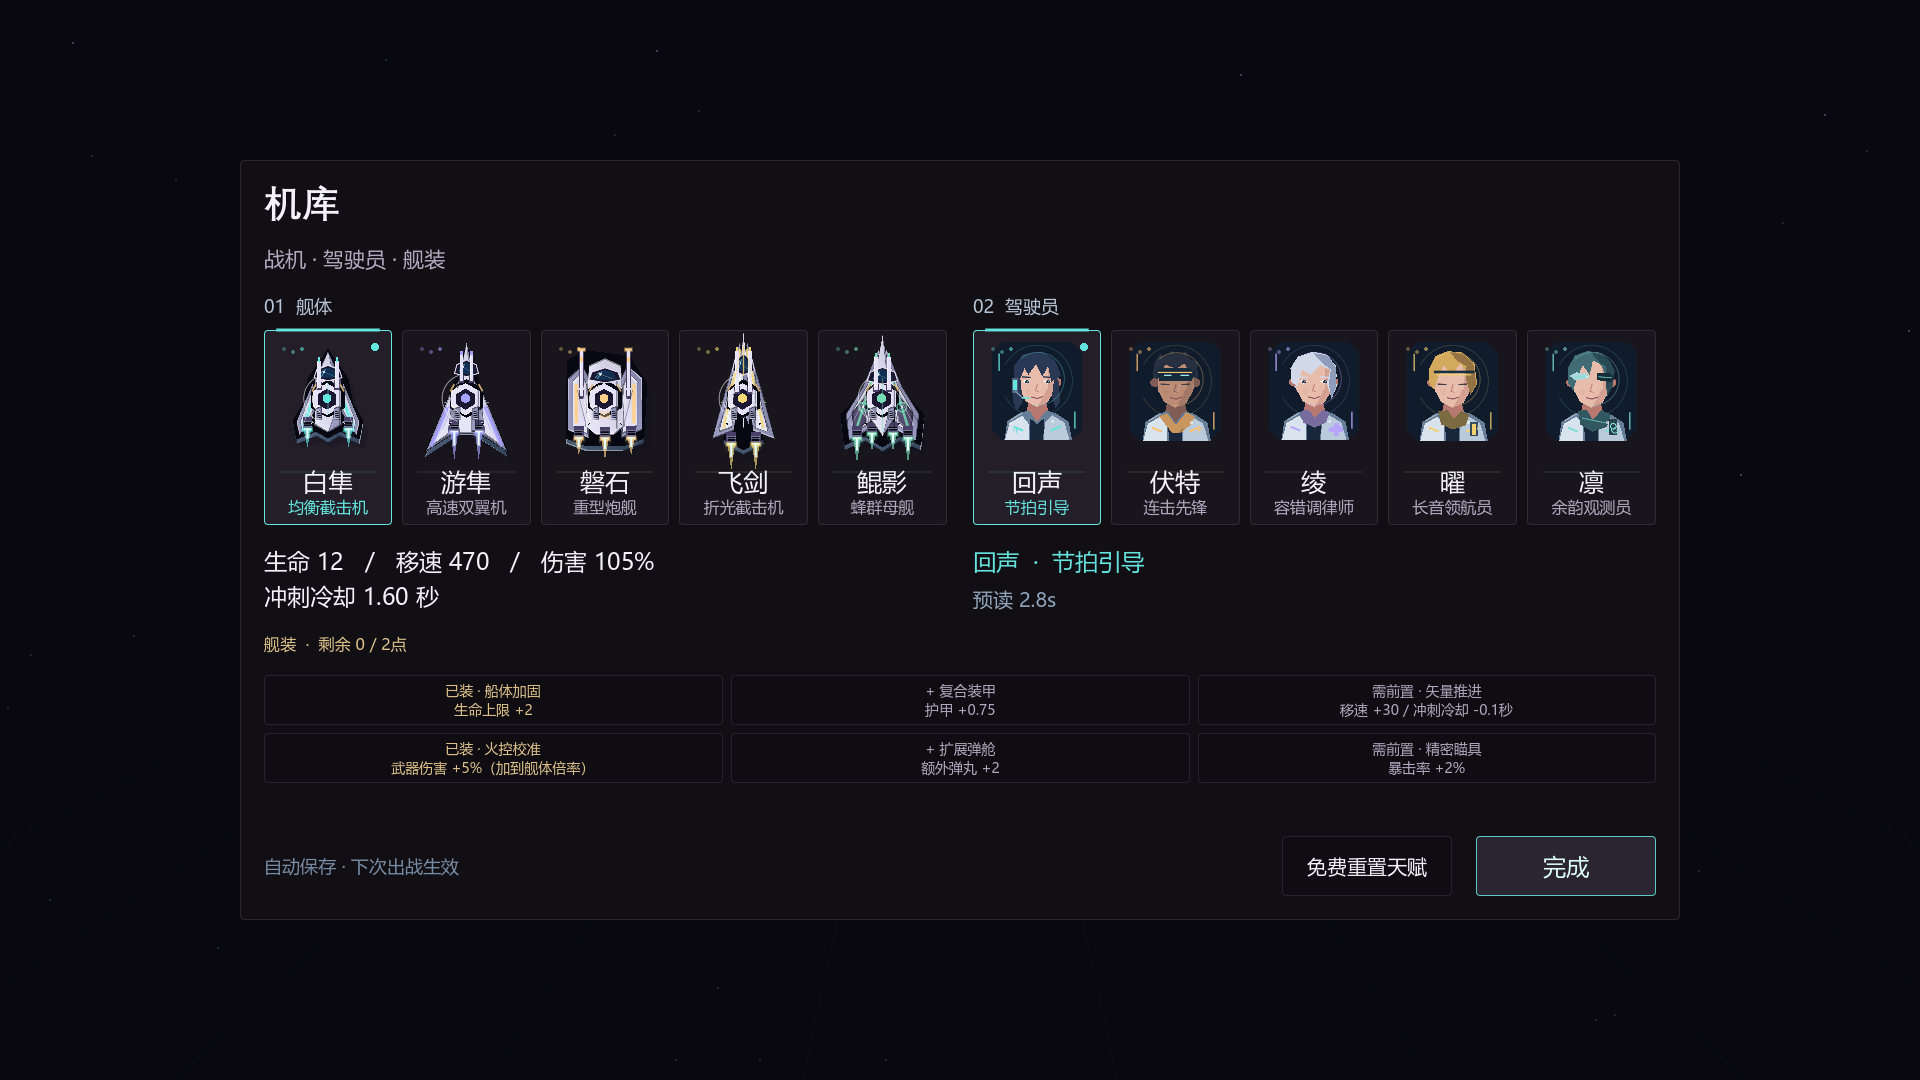 机库
战机 · 驾驶员 · 舰装
01 舰体
白隼
均衡截击机
游隼
高速双翼机
磐石
重型炮舰
飞剑
折光截击机
鲲影
蜂群母舰
02 驾驶员
回声
节拍引导
伏特
连击先锋
绫
容错调律师
曜
长音领航员
凛
余韵观测员
生命 12 / 移速 470 / 伤害 105%
冲刺冷却 1.60 秒
回声 · 节拍引导
预读 2.8s
舰装 · 剩余 0 / 2点
已装 · 船体加固
生命上限 +2
+ 复合装甲
护甲 +0.75
需前置 · 矢量推进
移速 +30 / 冲刺冷却 -0.1秒
已装 · 火控校准
武器伤害 +5%（加到舰体倍率）
+ 扩展弹舱
额外弹丸 +2
需前置 · 精密瞄具
暴击率 +2%
自动保存 · 下次出战生效
免费重置天赋
完成